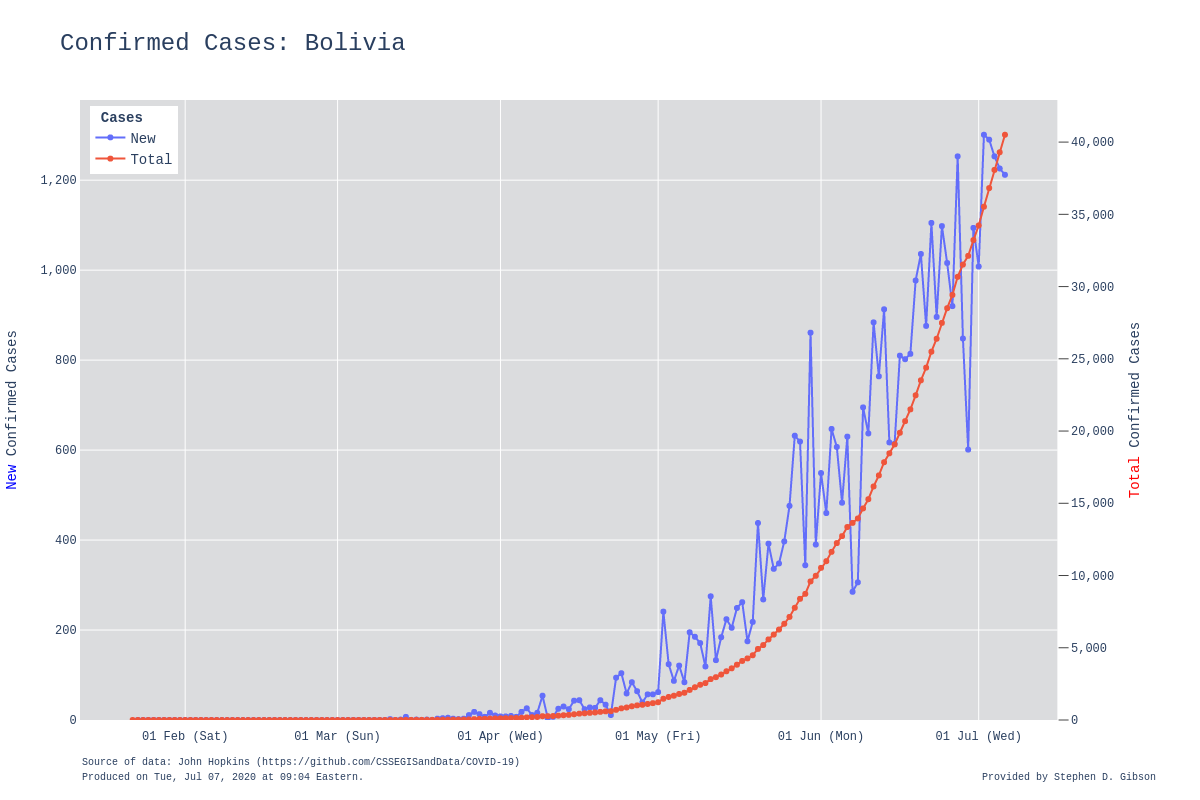 Confirmed Cases: Bolivia
Cases
New
Total
1,200
1,000
800
600
400
200
0
40,000
35,000
30,000
25,000
20,000
15,000
10,000
5,000
0
New Confirmed Cases
Total Confirmed Cases
01 Feb (Sat)
01 Mar (Sun)
01 Apr (Wed)
01 May (Fri)
01 Jun (Mon)
01 Jul (Wed)
Source of data: John Hopkins (https://github.com/CSSEGISandData/COVID-19)
Produced on Tue, Jul 07, 2020 at 09:04 Eastern.
Provided by Stephen D. Gibson